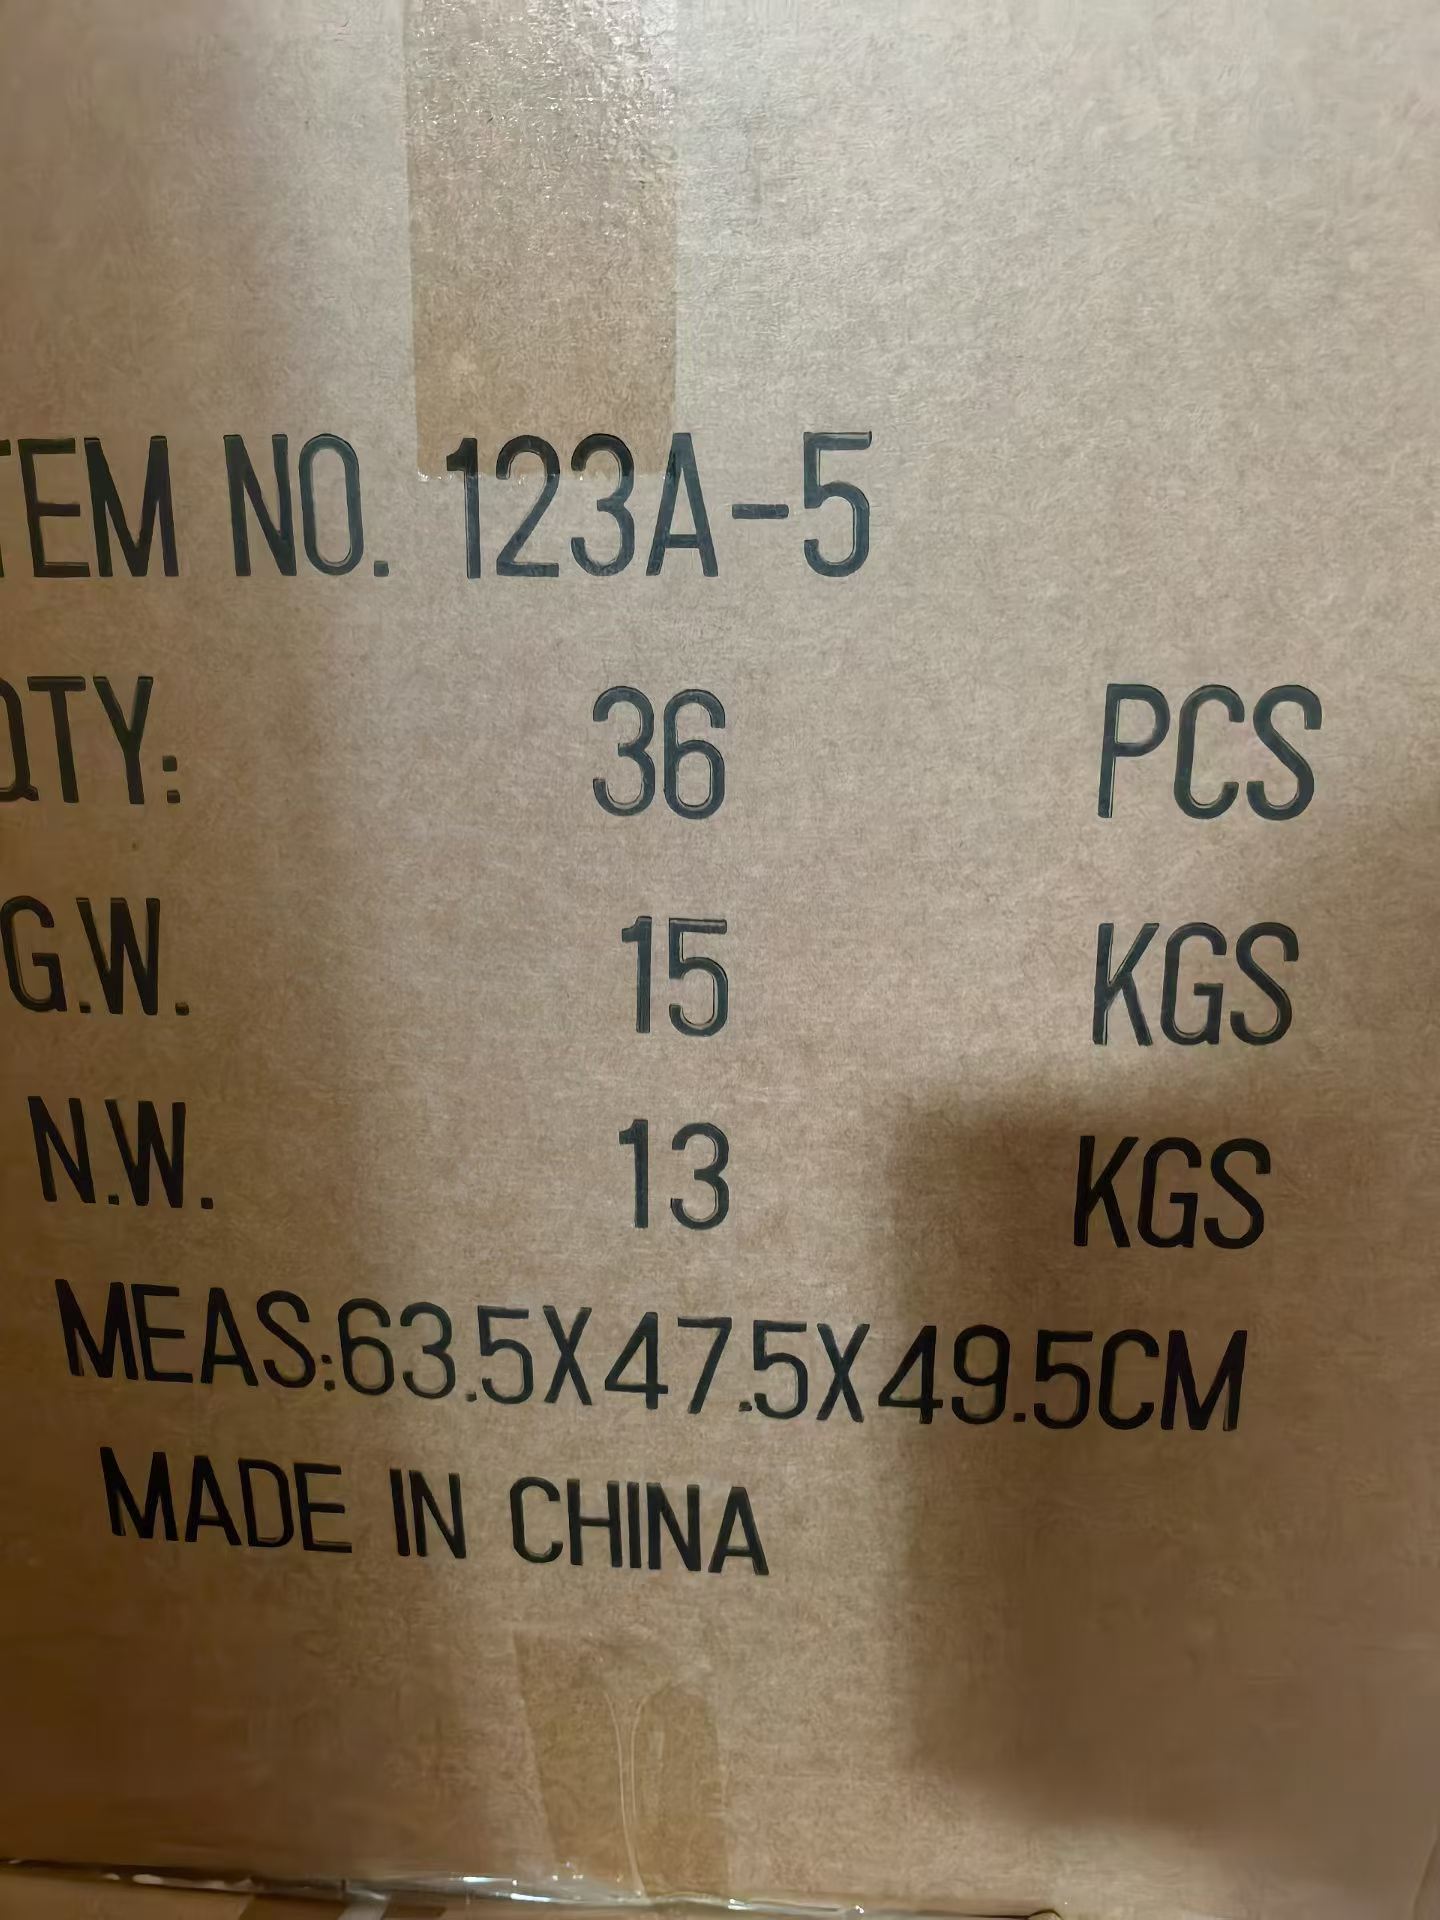 TEM NO. 123A-5
QTY: 36 PCS
G.W. 15 KGS
N.W. 13 KGS
MEAS:63.5X47.5X49.5CM
MADE IN CHINA